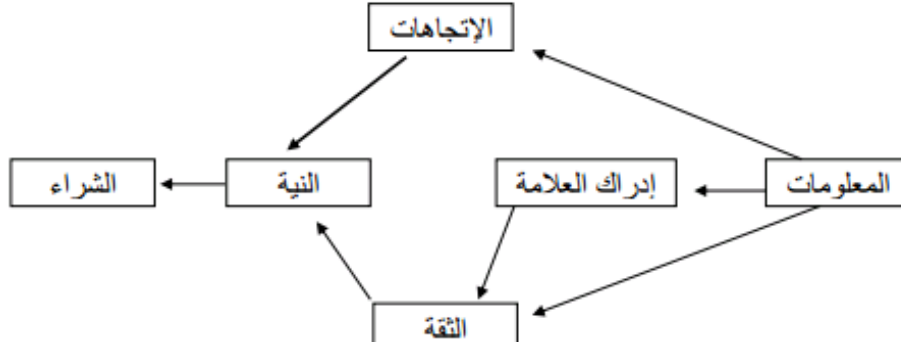 الإتجاهات
المعلومات
إدراك العلامة
النية
الشراء
الثقة